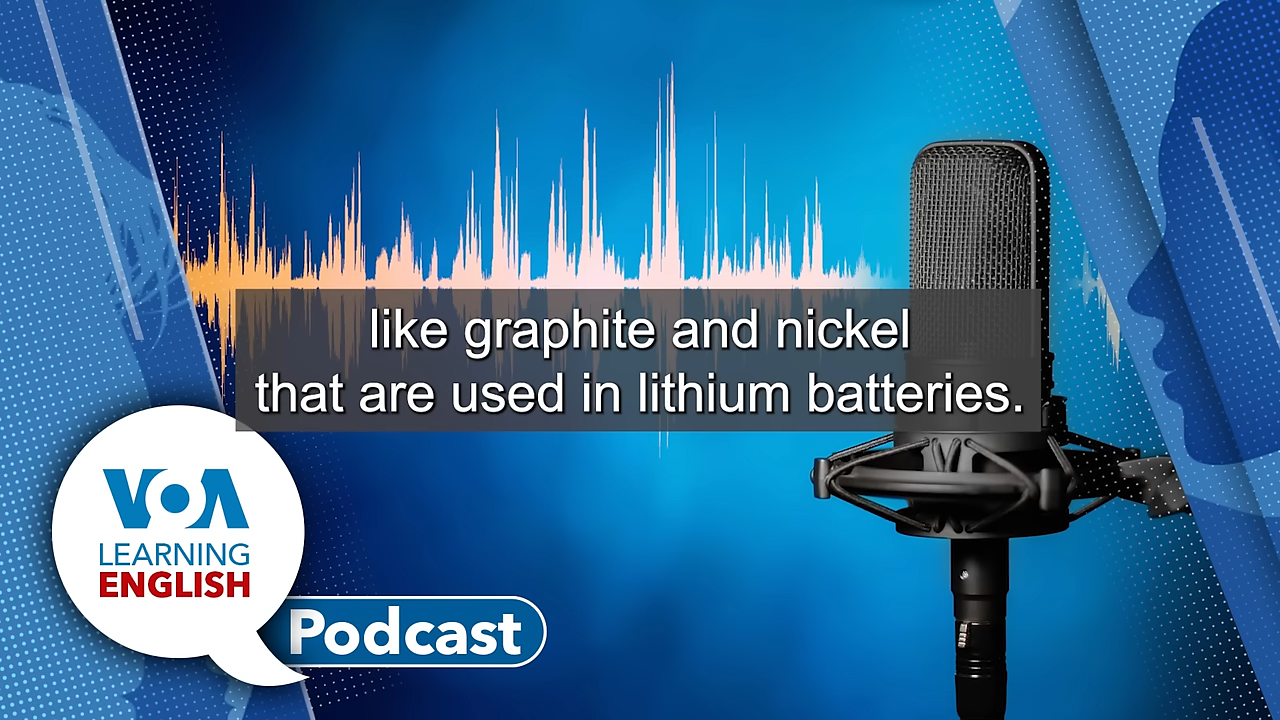 like graphite and nickel
that are used in lithium batteries.
VOA
LEARNING
ENGLISH
Podcast